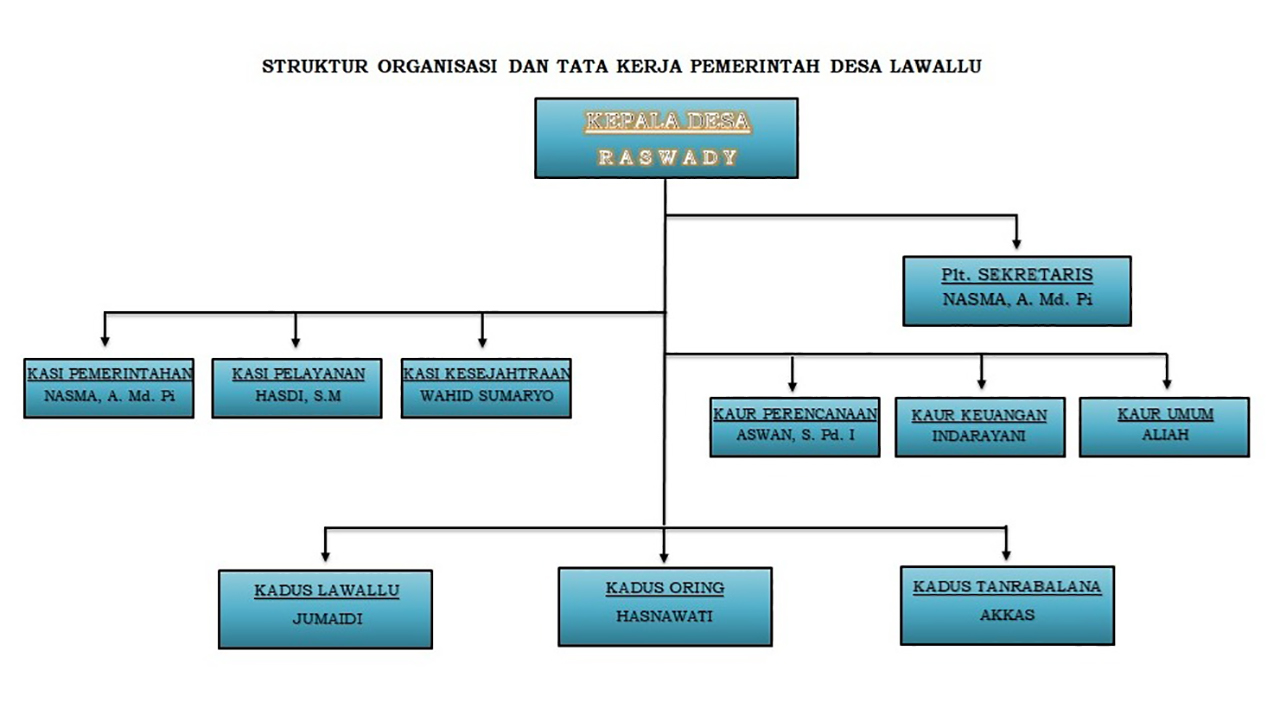 STRUKTUR ORGANISASI DAN TATA KERJA PEMERINTAH DESA LAWALLU
KEPALA DESA
RASWADY
Plt. SEKRETARIS
NASMA, A. Md. Pi
KASI PEMERINTAHAN
NASMA, A. Md. Pi
KASI PELAYANAN
HASDI, S.M
KASI KESEJAHTRAAN
WAHID SUMARYO
KAUR PERENCANAAN
ASWAN, S. Pd. I
KAUR KEUANGAN
INDARAYANI
KAUR UMUM
ALIAH
KADUS LAWALLU
JUMAIDI
KADUS ORING
HASNAWATI
KADUS TANRABALANA
AKKAS